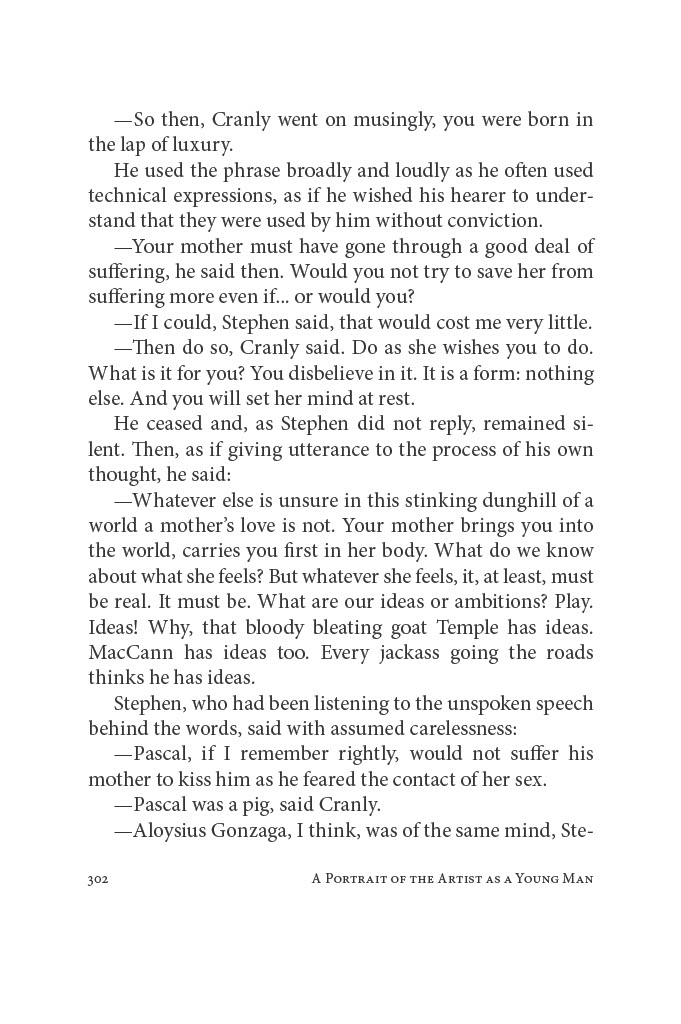 —So then, Cranly went on musingly, you were born in
the lap of luxury.
He used the phrase broadly and loudly as he often used
technical expressions, as if he wished his hearer to under-
stand that they were used by him without conviction.
—Your mother must have gone through a good deal of
suffering, he said then. Would you not try to save her from
suffering more even if... or would you?
—If I could, Stephen said, that would cost me very little.
—Then do so, Cranly said. Do as she wishes you to do.
What is it for you? You disbelieve in it. It is a form: nothing
else. And you will set her mind at rest.
He ceased and, as Stephen did not reply, remained si-
lent. Then, as if giving utterance to the process of his own
thought, he said:
—Whatever else is unsure in this stinking dunghill of a
world a mother’s love is not. Your mother brings you into
the world, carries you first in her body. What do we know
about what she feels? But whatever she feels, it, at least, must
be real. It must be. What are our ideas or ambitions? Play.
Ideas! Why, that bloody bleating goat Temple has ideas.
MacCann has ideas too. Every jackass going the roads
thinks he has ideas.
Stephen, who had been listening to the unspoken speech
behind the words, said with assumed carelessness:
—Pascal, if I remember rightly, would not suffer his
mother to kiss him as he feared the contact of her sex.
—Pascal was a pig, said Cranly.
—Aloysius Gonzaga, I think, was of the same mind, Ste-
302 A Portrait of the Artist as a Young Man